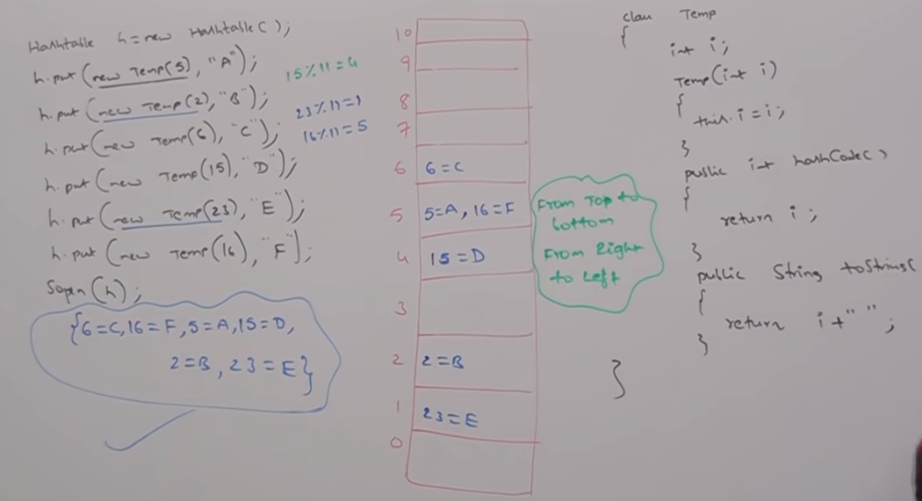 Hashtable h=new Hashtable();
h.put(new Temp(5), "A");
h.put(new Temp(2), "B");
h.put(new Temp(6), "C");
h.put(new Temp(15), "D");
h.put(new Temp(23), "E");
h.put(new Temp(16), "F");
Sopln(h);
{6=C,16=F,5=A,15=D,
2=B,23=E}
15%11=4
23%11=1
16%11=5
10
9
8
7
6 6=C
5 5=A, 16=F
4 15=D
3
2 2=B
1 23=E
0
From Top to
bottom
From Right
to Left
class Temp
{
int i;
Temp(int i)
{
this.i=i;
}
public int hashCode()
{
return i;
}
public String toString(
{
return i+"";
}
}